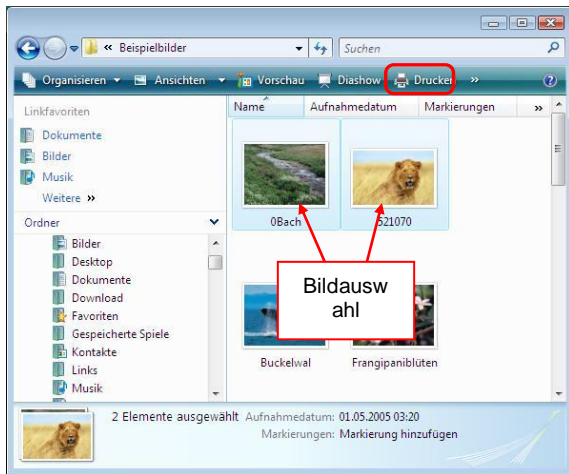 Beispielbilder
Suchen
Organisieren Ansichten Vorschau Diashow Drucken
Linkfavoriten
Dokumente
Bilder
Musik
Weitere »
Ordner
Bilder
Desktop
Dokumente
Download
Favoriten
Gespeicherte Spiele
Kontakte
Links
Musik
Name Aufnahmedatum Markierungen »
0Bach 521070
Bildausw
ahl
Buckelwal Frangipaniblüten
2 Elemente ausgewählt Aufnahmedatum: 01.05.2005 03:20
Markierungen: Markierung hinzufügen